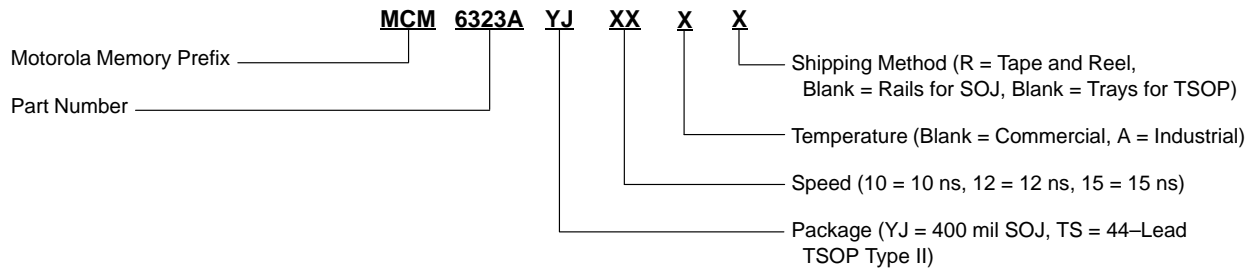 MCM 6323A YJ XX X X
Motorola Memory Prefix
Part Number
Shipping Method (R = Tape and Reel,
Blank = Rails for SOJ, Blank = Trays for TSOP)
Temperature (Blank = Commercial, A = Industrial)
Speed (10 = 10 ns, 12 = 12 ns, 15 = 15 ns)
Package (YJ = 400 mil SOJ, TS = 44–Lead
TSOP Type II)